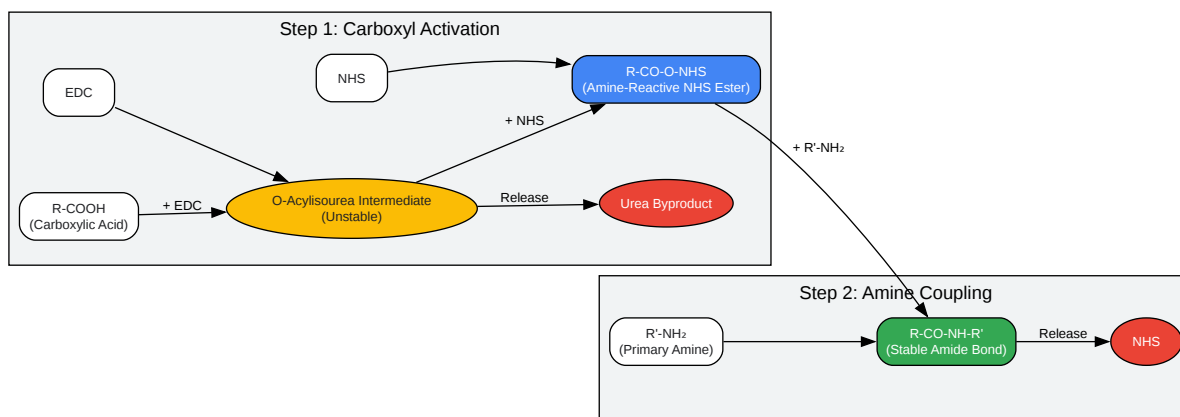 Step 1: Carboxyl Activation
EDC
NHS
R-CO-O-NHS
(Amine-Reactive NHS Ester)
+ NHS
+ R'-NH₂
R-COOH
(Carboxylic Acid)
+ EDC
O-Acylisourea Intermediate
(Unstable)
Release
Urea Byproduct
Step 2: Amine Coupling
R'-NH₂
(Primary Amine)
R-CO-NH-R'
(Stable Amide Bond)
Release
NHS